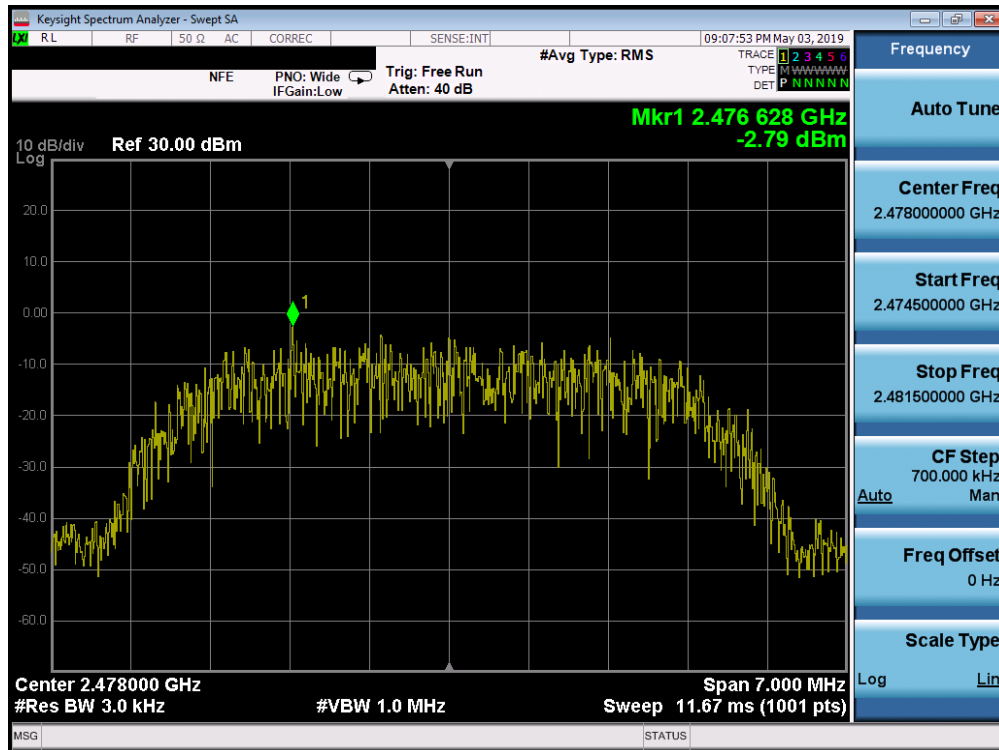 Keysight Spectrum Analyzer - Swept SA
LXI RL RF 50 Ω AC CORREC SENSE:INT 09:07:53 PM May 03, 2019
#Avg Type: RMS TRACE 1 2 3 4 5 6
NFE PNO: Wide Trig: Free Run TYPE M WWWWW
IFGain:Low Atten: 40 dB DET P N N N N N
Mkr1 2.476 628 GHz
-2.79 dBm
10 dB/div Ref 30.00 dBm
Log
20.0
10.0
0.00
1
-10.0
-20.0
-30.0
-40.0
-50.0
-60.0
Center 2.478000 GHz Span 7.000 MHz
#Res BW 3.0 kHz #VBW 1.0 MHz Sweep 11.67 ms (1001 pts)
MSG STATUS
Frequency
Auto Tune
Center Freq
2.478000000 GHz
Start Freq
2.474500000 GHz
Stop Freq
2.481500000 GHz
CF Step
700.000 kHz
Auto Man
Freq Offset
0 Hz
Scale Type
Log Lin